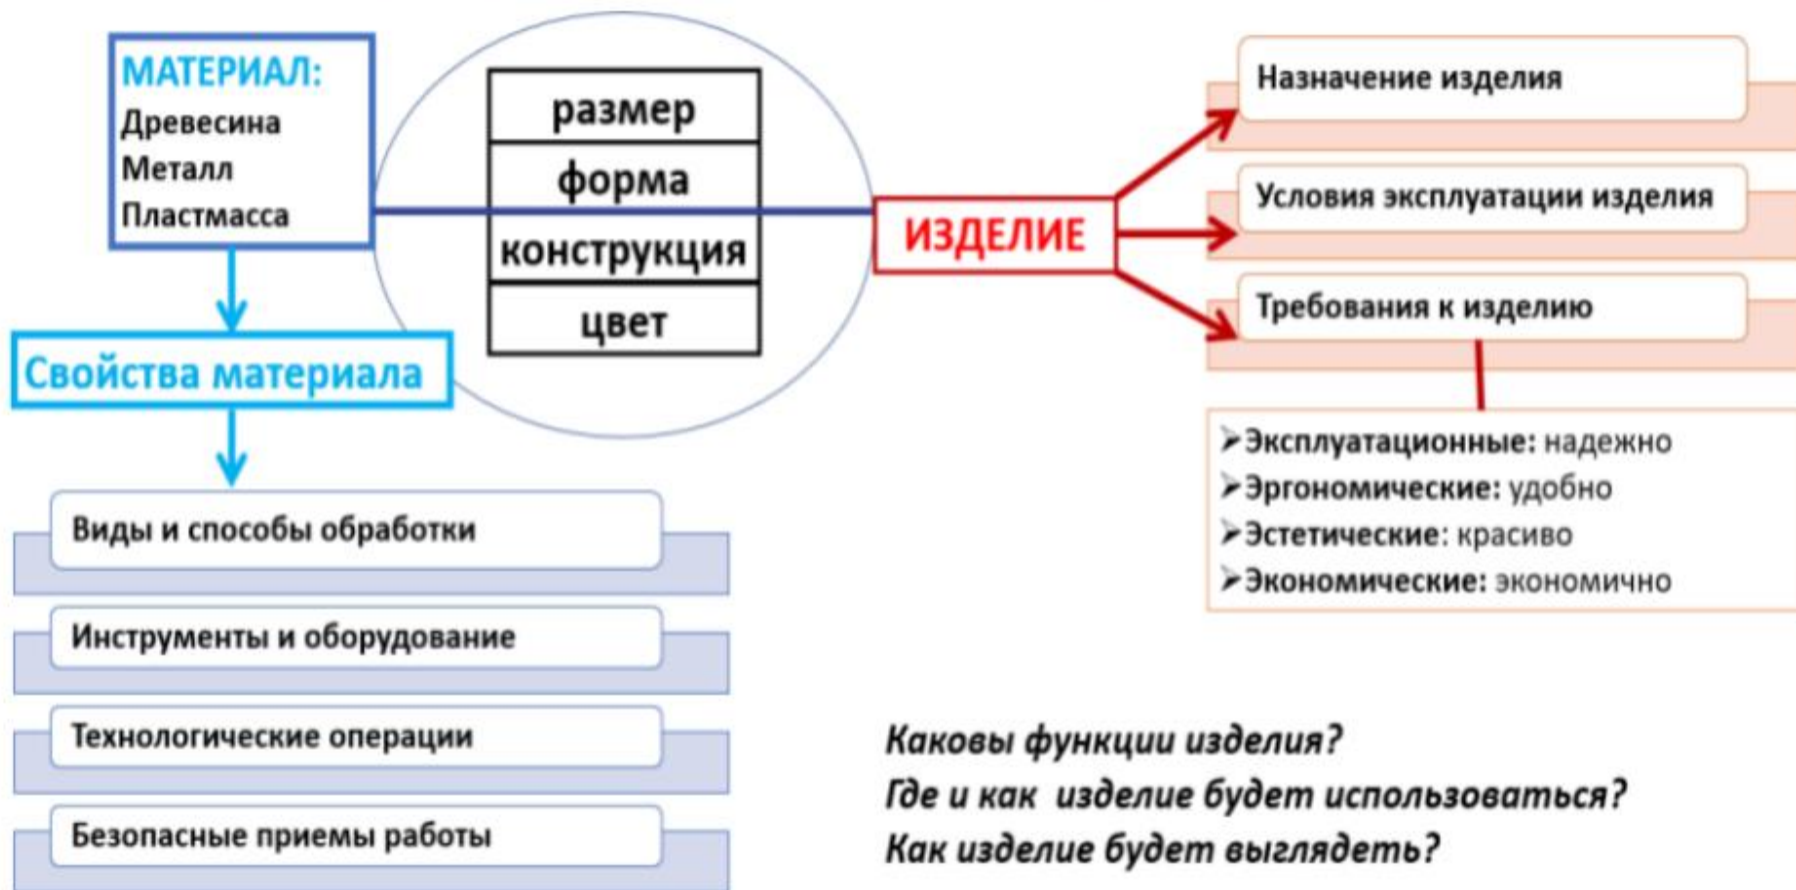 МАТЕРИАЛ:
Древесина
Металл
Пластмасса
Свойства материала
Виды и способы обработки
Инструменты и оборудование
Технологические операции
Безопасные приемы работы
размер
форма
конструкция
цвет
ИЗДЕЛИЕ
Назначение изделия
Условия эксплуатации изделия
Требования к изделию
➢Эксплуатационные: надежно
➢Эргономические: удобно
➢Эстетические: красиво
➢Экономические: экономично
Каковы функции изделия?
Где и как изделие будет использоваться?
Как изделие будет выглядеть?